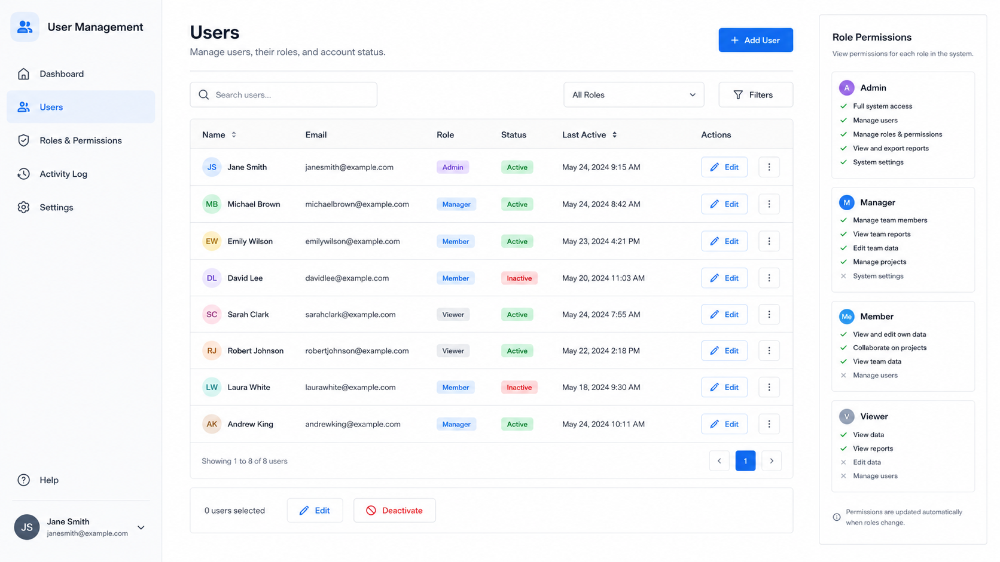 User Management
Dashboard
Users
Roles & Permissions
Activity Log
Settings
Help
JS
Jane Smith
janesmith@example.com
Users
Manage users, their roles, and account status.
+ Add User
Search users...
All Roles
Filters
Name Email Role Status Last Active Actions
JS Jane Smith janesmith@example.com Admin Active May 24, 2024 9:15 AM Edit
MB Michael Brown michaelbrown@example.com Manager Active May 24, 2024 8:42 AM Edit
EW Emily Wilson emilywilson@example.com Member Active May 23, 2024 4:21 PM Edit
DL David Lee davidlee@example.com Member Inactive May 20, 2024 11:03 AM Edit
SC Sarah Clark sarahclark@example.com Viewer Active May 24, 2024 7:55 AM Edit
RJ Robert Johnson robertjohnson@example.com Viewer Active May 22, 2024 2:18 PM Edit
LW Laura White laurawhite@example.com Member Inactive May 18, 2024 9:30 AM Edit
AK Andrew King andrewking@example.com Manager Active May 24, 2024 10:11 AM Edit
Showing 1 to 8 of 8 users
1
0 users selected Edit Deactivate
Role Permissions
View permissions for each role in the system.
A Admin
Full system access
Manage users
Manage roles & permissions
View and export reports
System settings
M Manager
Manage team members
View team reports
Edit team data
Manage projects
System settings
Me Member
View and edit own data
Collaborate on projects
View team data
Manage users
V Viewer
View data
View reports
Edit data
Manage users
Permissions are updated automatically
when roles change.